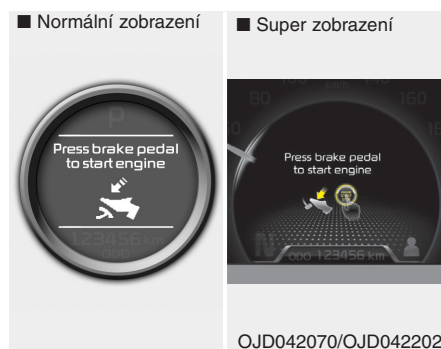 ■ Normální zobrazení
P
Press brake pedal
to start engine
123456 km
ODO
■ Super zobrazení
80
160
Press brake pedal
to start engine
N
ODO 123456 km
OJD042070/OJD042202